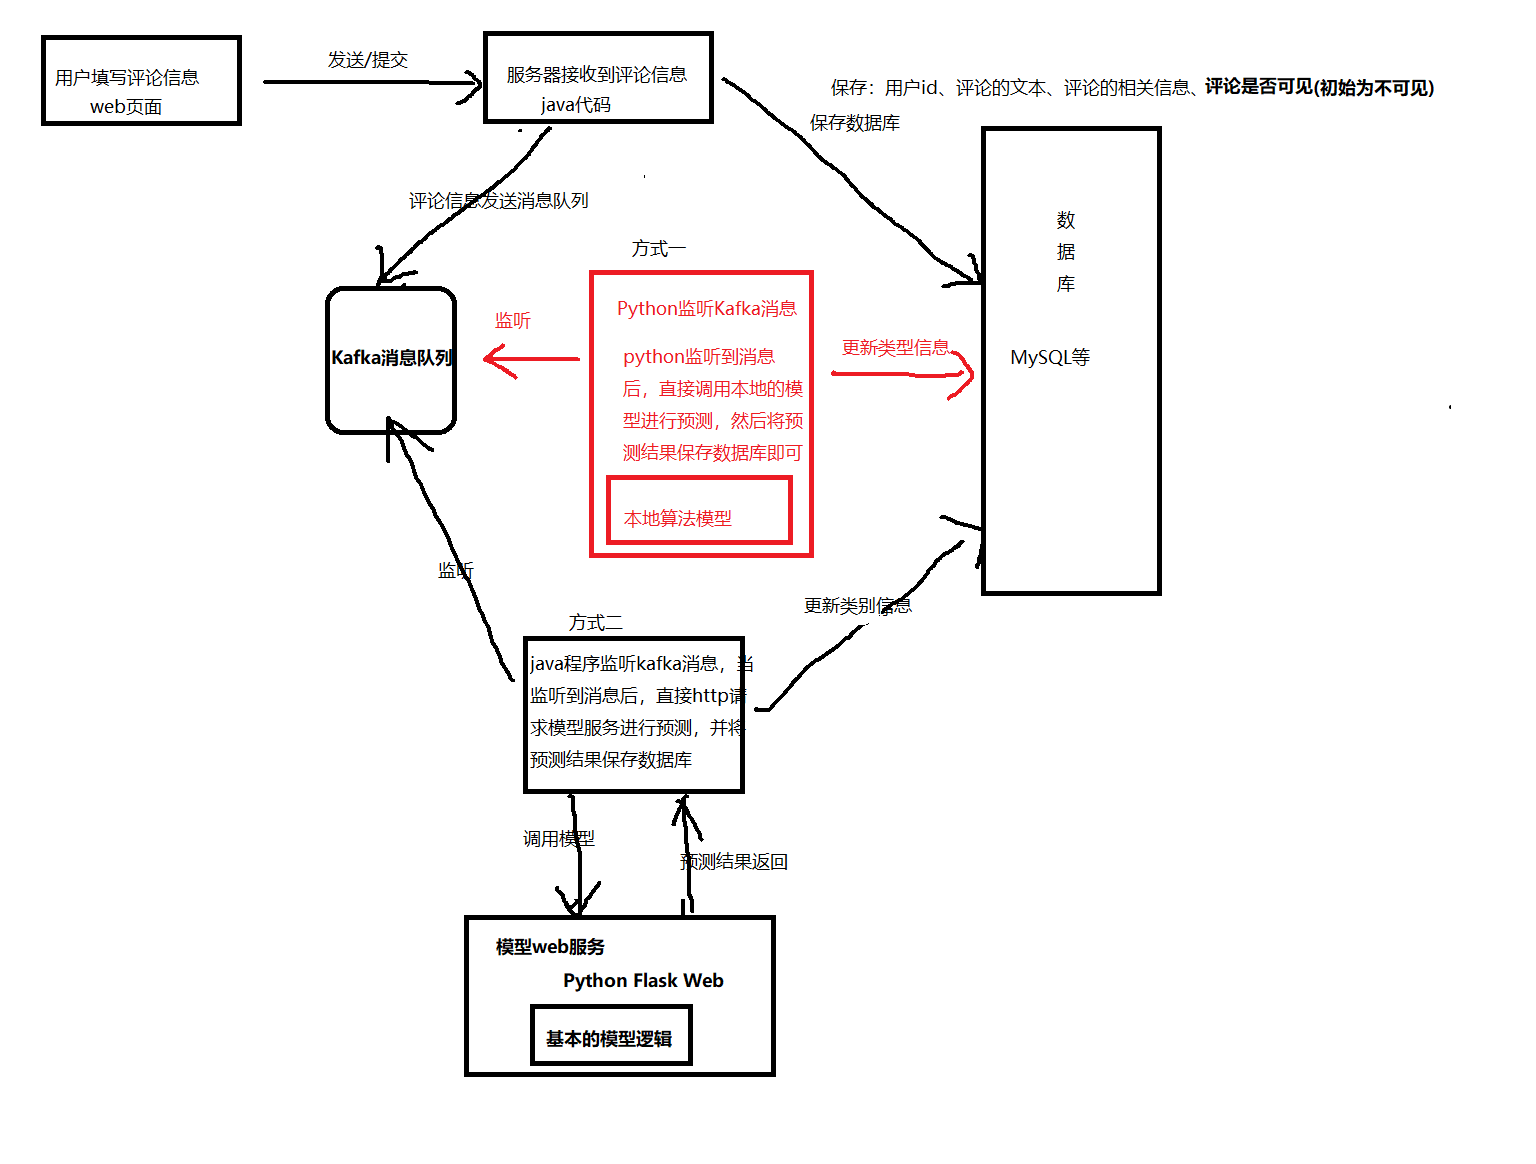 用户填写评论信息
web页面
发送/提交
服务器接收到评论信息
java代码
保存：用户id、评论的文本、评论的相关信息、评论是否可见(初始为不可见)
保存数据库
评论信息发送消息队列
数
据
库
MySQL等
方式一
Python监听Kafka消息
python监听到消息
后，直接调用本地的模
型进行预测，然后将预
测结果保存数据库即可
本地算法模型
监听
更新类型信息
Kafka消息队列
监听
更新类别信息
方式二
java程序监听kafka消息，当
监听到消息后，直接http请
求模型服务进行预测，并将
预测结果保存数据库
调用模型
预测结果返回
模型web服务
Python Flask Web
基本的模型逻辑